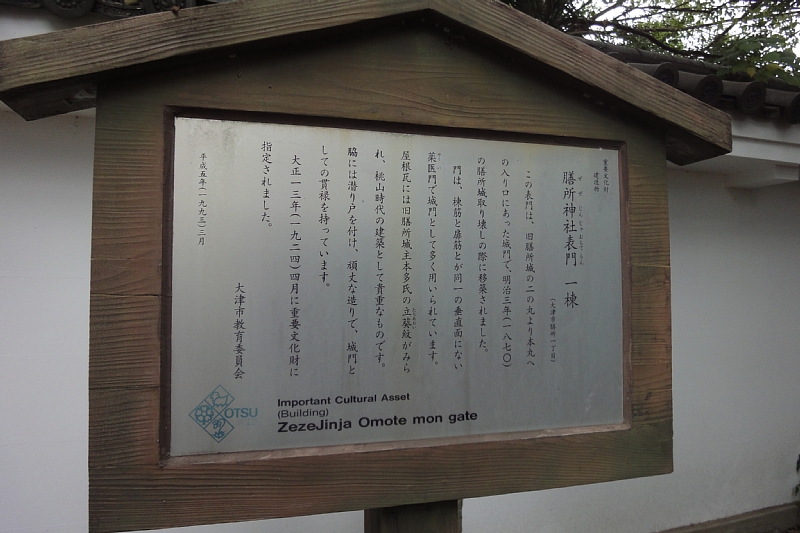 重要文化財
建造物
ぜぜじんじゃおもてもん
膳所神社表門 一棟
(大津市膳所一丁目)
この表門は、旧膳所城の二の丸より本丸へ
の入り口にあった城門で、明治三年(一八七〇)
の膳所城取り壊しの際に移築されました。
門は、棟筋と扉筋とが同一の垂直面にない
薬医門で城門として多く用いられています。
屋根瓦には旧膳所城主本多氏の立葵紋がみら
れ、桃山時代の建築として貴重なものです。
脇には潜り戸を付け、頑丈な造りで、城門と
しての貫禄を持っています。
大正一三年(一九二四)四月に重要文化財に
指定されました。
平成五年(一九九三)三月
大津市教育委員会
OTSU
Important Cultural Asset
(Building)
ZezeJinja Omote mon gate